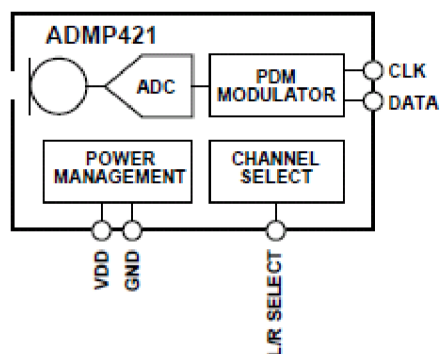 ADMP421
ADC
PDM
MODULATOR
CLK
DATA
POWER
MANAGEMENT
CHANNEL
SELECT
VDD
GND
L/R SELECT